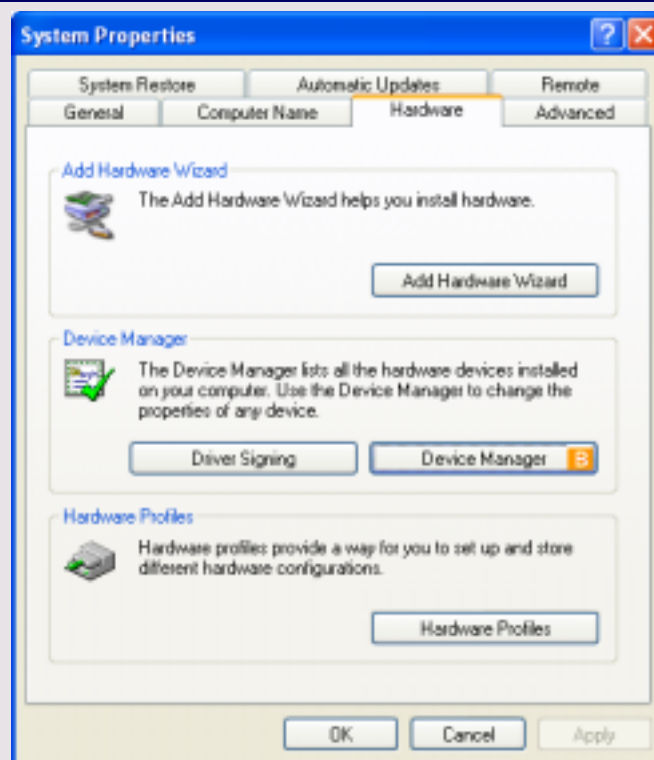 System Properties
System Restore Automatic Updates Remote
General Computer Name Hardware Advanced
Add Hardware Wizard
The Add Hardware Wizard helps you install hardware.
Add Hardware Wizard
Device Manager
The Device Manager lists all the hardware devices installed
on your computer. Use the Device Manager to change the
properties of any device.
Driver Signing Device Manager B
Hardware Profiles
Hardware profiles provide a way for you to set up and store
different hardware configurations.
Hardware Profiles
OK Cancel Apply